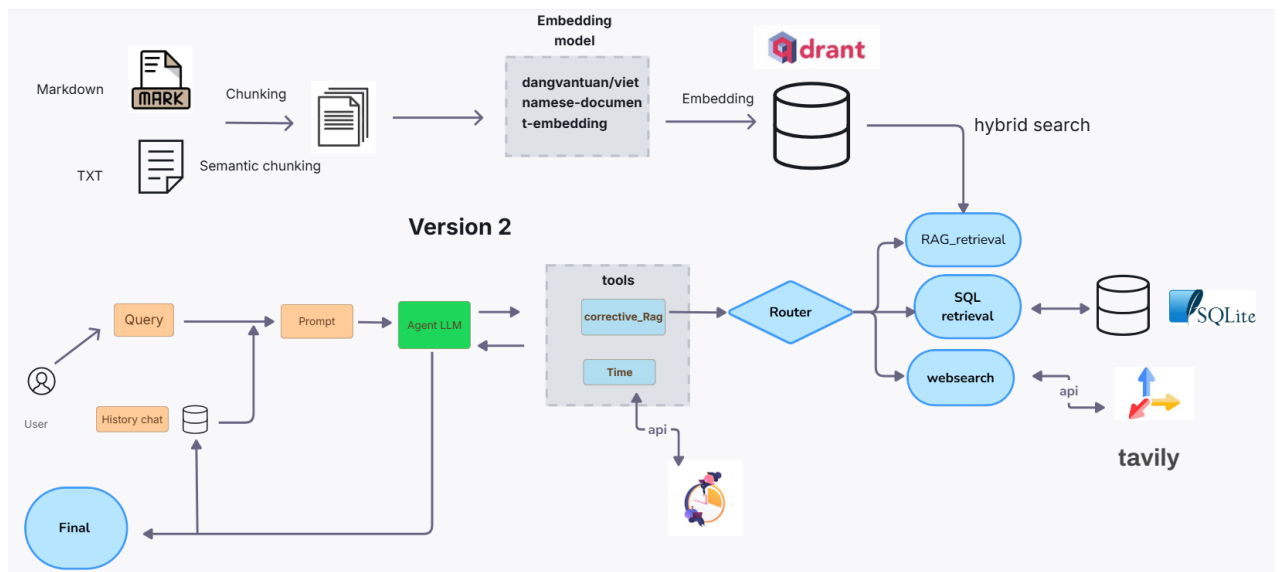 Embedding
model
qdrant
Markdown
MARK
Chunking
dangvantuan/viet
namese-documen
t-embedding
Embedding
hybrid search
TXT
Semantic chunking
Version 2
RAG_retrieval
tools
SQL
retrieval
SQLite
Query
Prompt
Agent LLM
corrective_Rag
Router
Time
websearch
api
User
History chat
api
tavily
Final